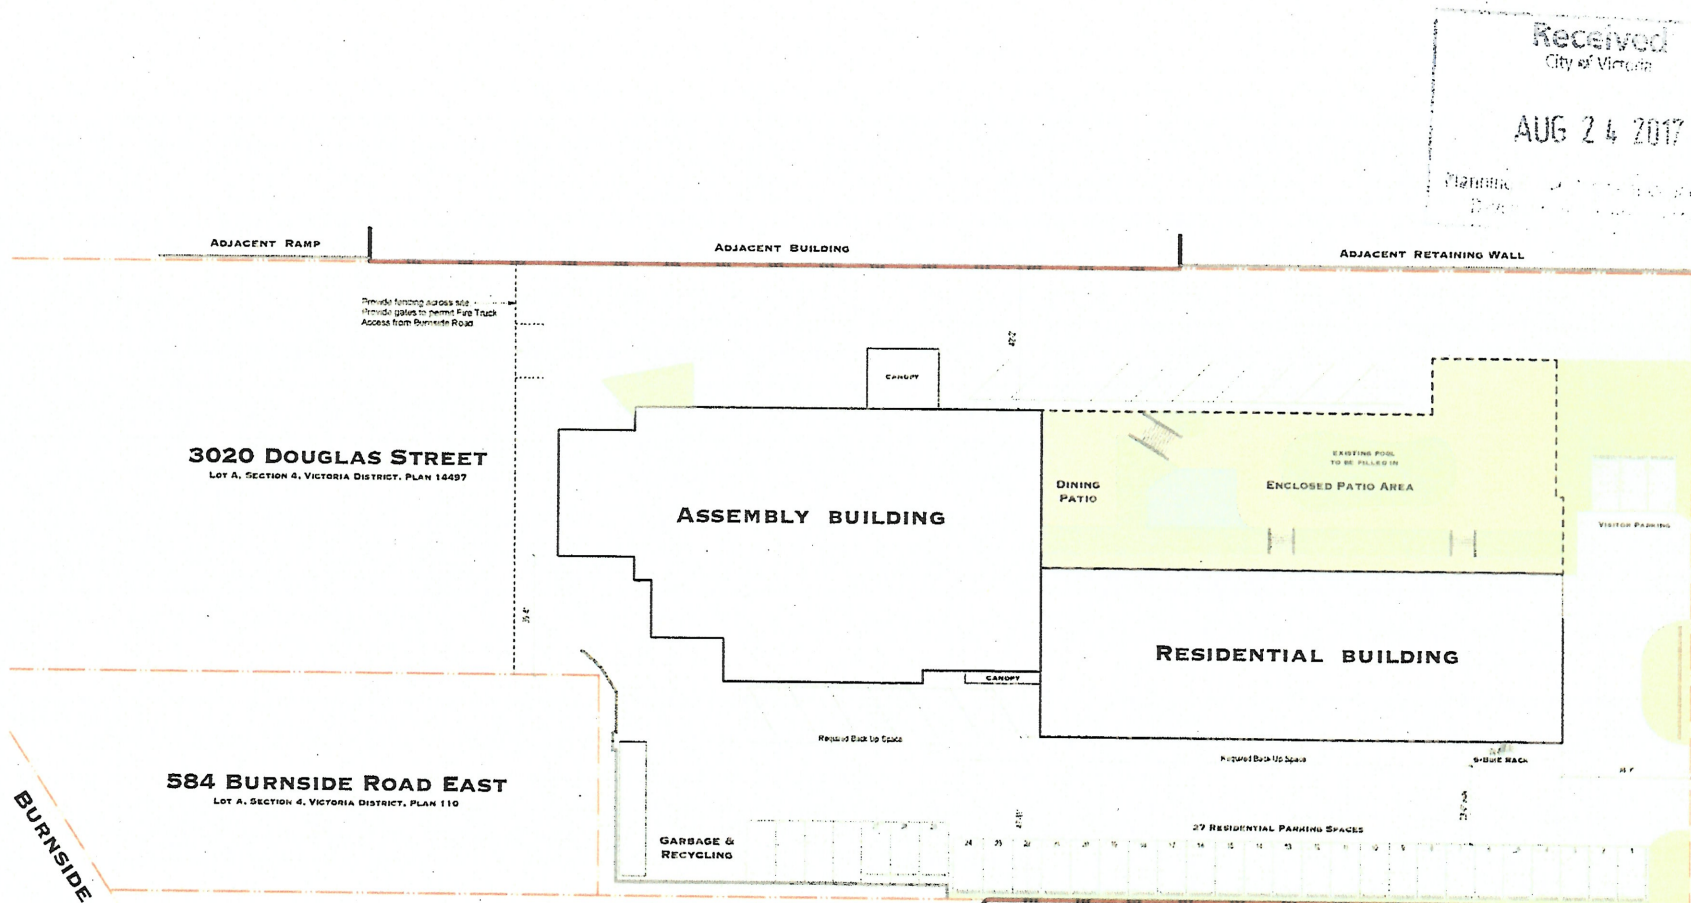 Received
City of Victoria
AUG 24 2017
ADJACENT RAMP
ADJACENT BUILDING
ADJACENT RETAINING WALL
Provide fencing across site
Provide gates to permit Fire Truck
Access from Burnside Road
CANOPY
3020 DOUGLAS STREET
LOT A, SECTION 4, VICTORIA DISTRICT, PLAN 14497
ASSEMBLY BUILDING
DINING
PATIO
EXISTING POOL
TO BE FILLED IN
ENCLOSED PATIO AREA
VISITOR PARKING
RESIDENTIAL BUILDING
CANOPY
Required Back Up Space
Required Back Up Space
584 BURNSIDE ROAD EAST
LOT A, SECTION 4, VICTORIA DISTRICT, PLAN 110
BURNSIDE
GARBAGE &
RECYCLING
27 RESIDENTIAL PARKING SPACES